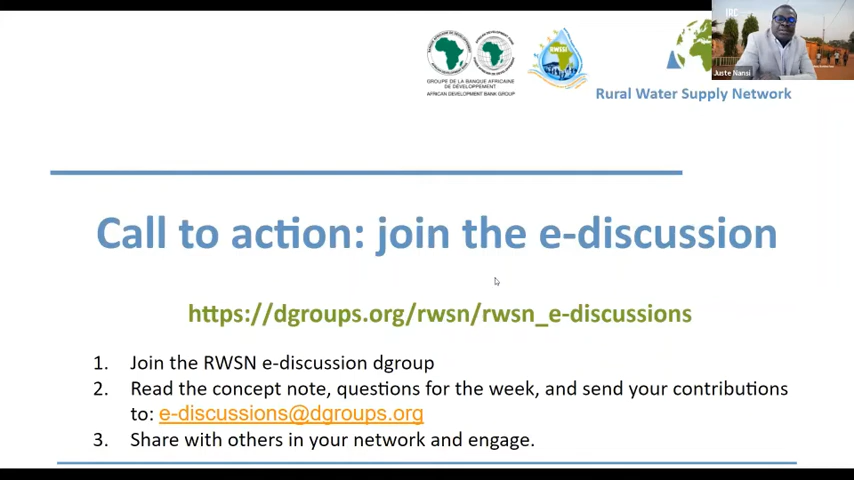 IRC
Juste Nansi
RWSSI
GROUPE DE LA BANQUE AFRICAINE
DE DÉVELOPPEMENT
AFRICAN DEVELOPMENT BANK GROUP
Rural Water Supply Network
Call to action: join the e-discussion
https://dgroups.org/rwsn/rwsn_e-discussions
1. Join the RWSN e-discussion dgroup
2. Read the concept note, questions for the week, and send your contributions
to: e-discussions@dgroups.org
3. Share with others in your network and engage.